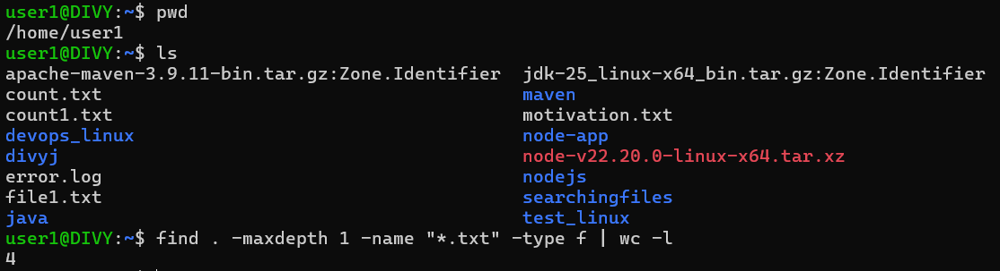 user1@DIVY:~$ pwd
/home/user1
user1@DIVY:~$ ls
apache-maven-3.9.11-bin.tar.gz:Zone.Identifier  jdk-25_linux-x64_bin.tar.gz:Zone.Identifier
count.txt                                       maven
count1.txt                                      motivation.txt
devops_linux                                    node-app
divyj                                           node-v22.20.0-linux-x64.tar.xz
error.log                                       nodejs
file1.txt                                       searchingfiles
java                                            test_linux
user1@DIVY:~$ find . -maxdepth 1 -name "*.txt" -type f | wc -l
4